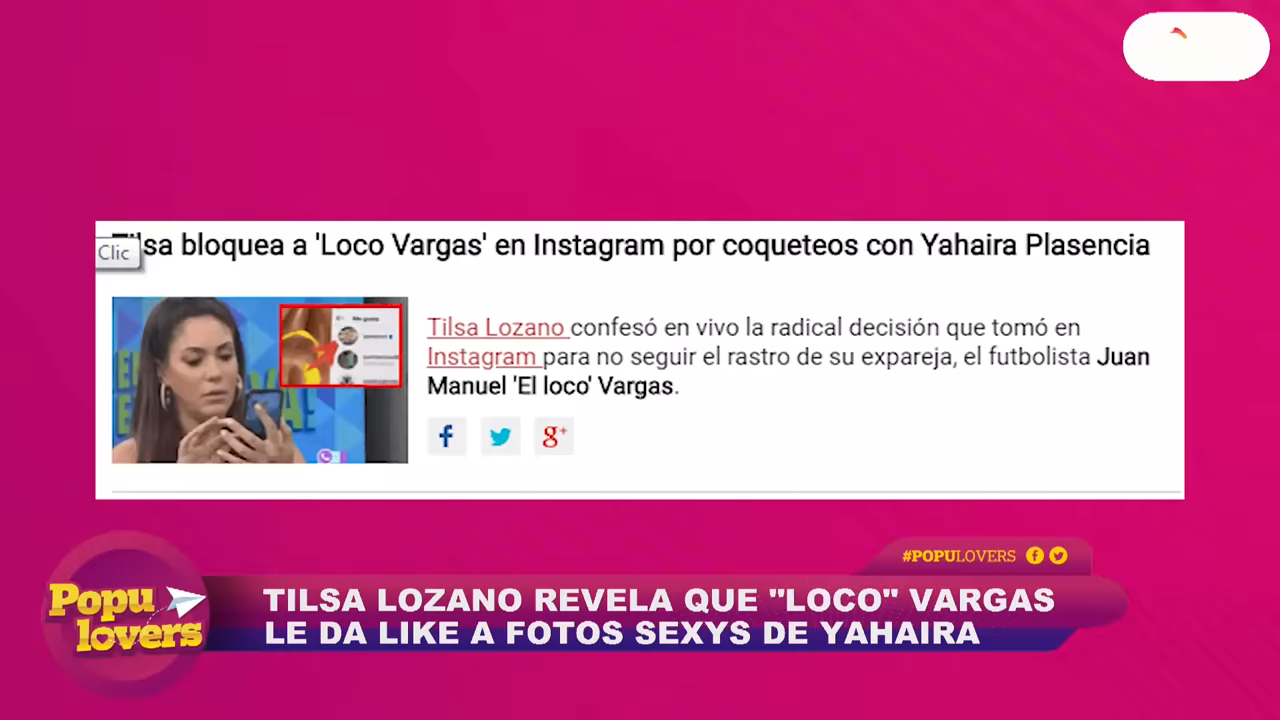 Tilsa bloquea a 'Loco Vargas' en Instagram por coqueteos con Yahaira Plasencia
Clic
Tilsa Lozano confesó en vivo la radical decisión que tomó en
Instagram para no seguir el rastro de su expareja, el futbolista Juan
Manuel 'El loco' Vargas.
#POPULOVERS
Popu
lovers
TILSA LOZANO REVELA QUE "LOCO" VARGAS
LE DA LIKE A FOTOS SEXYS DE YAHAIRA